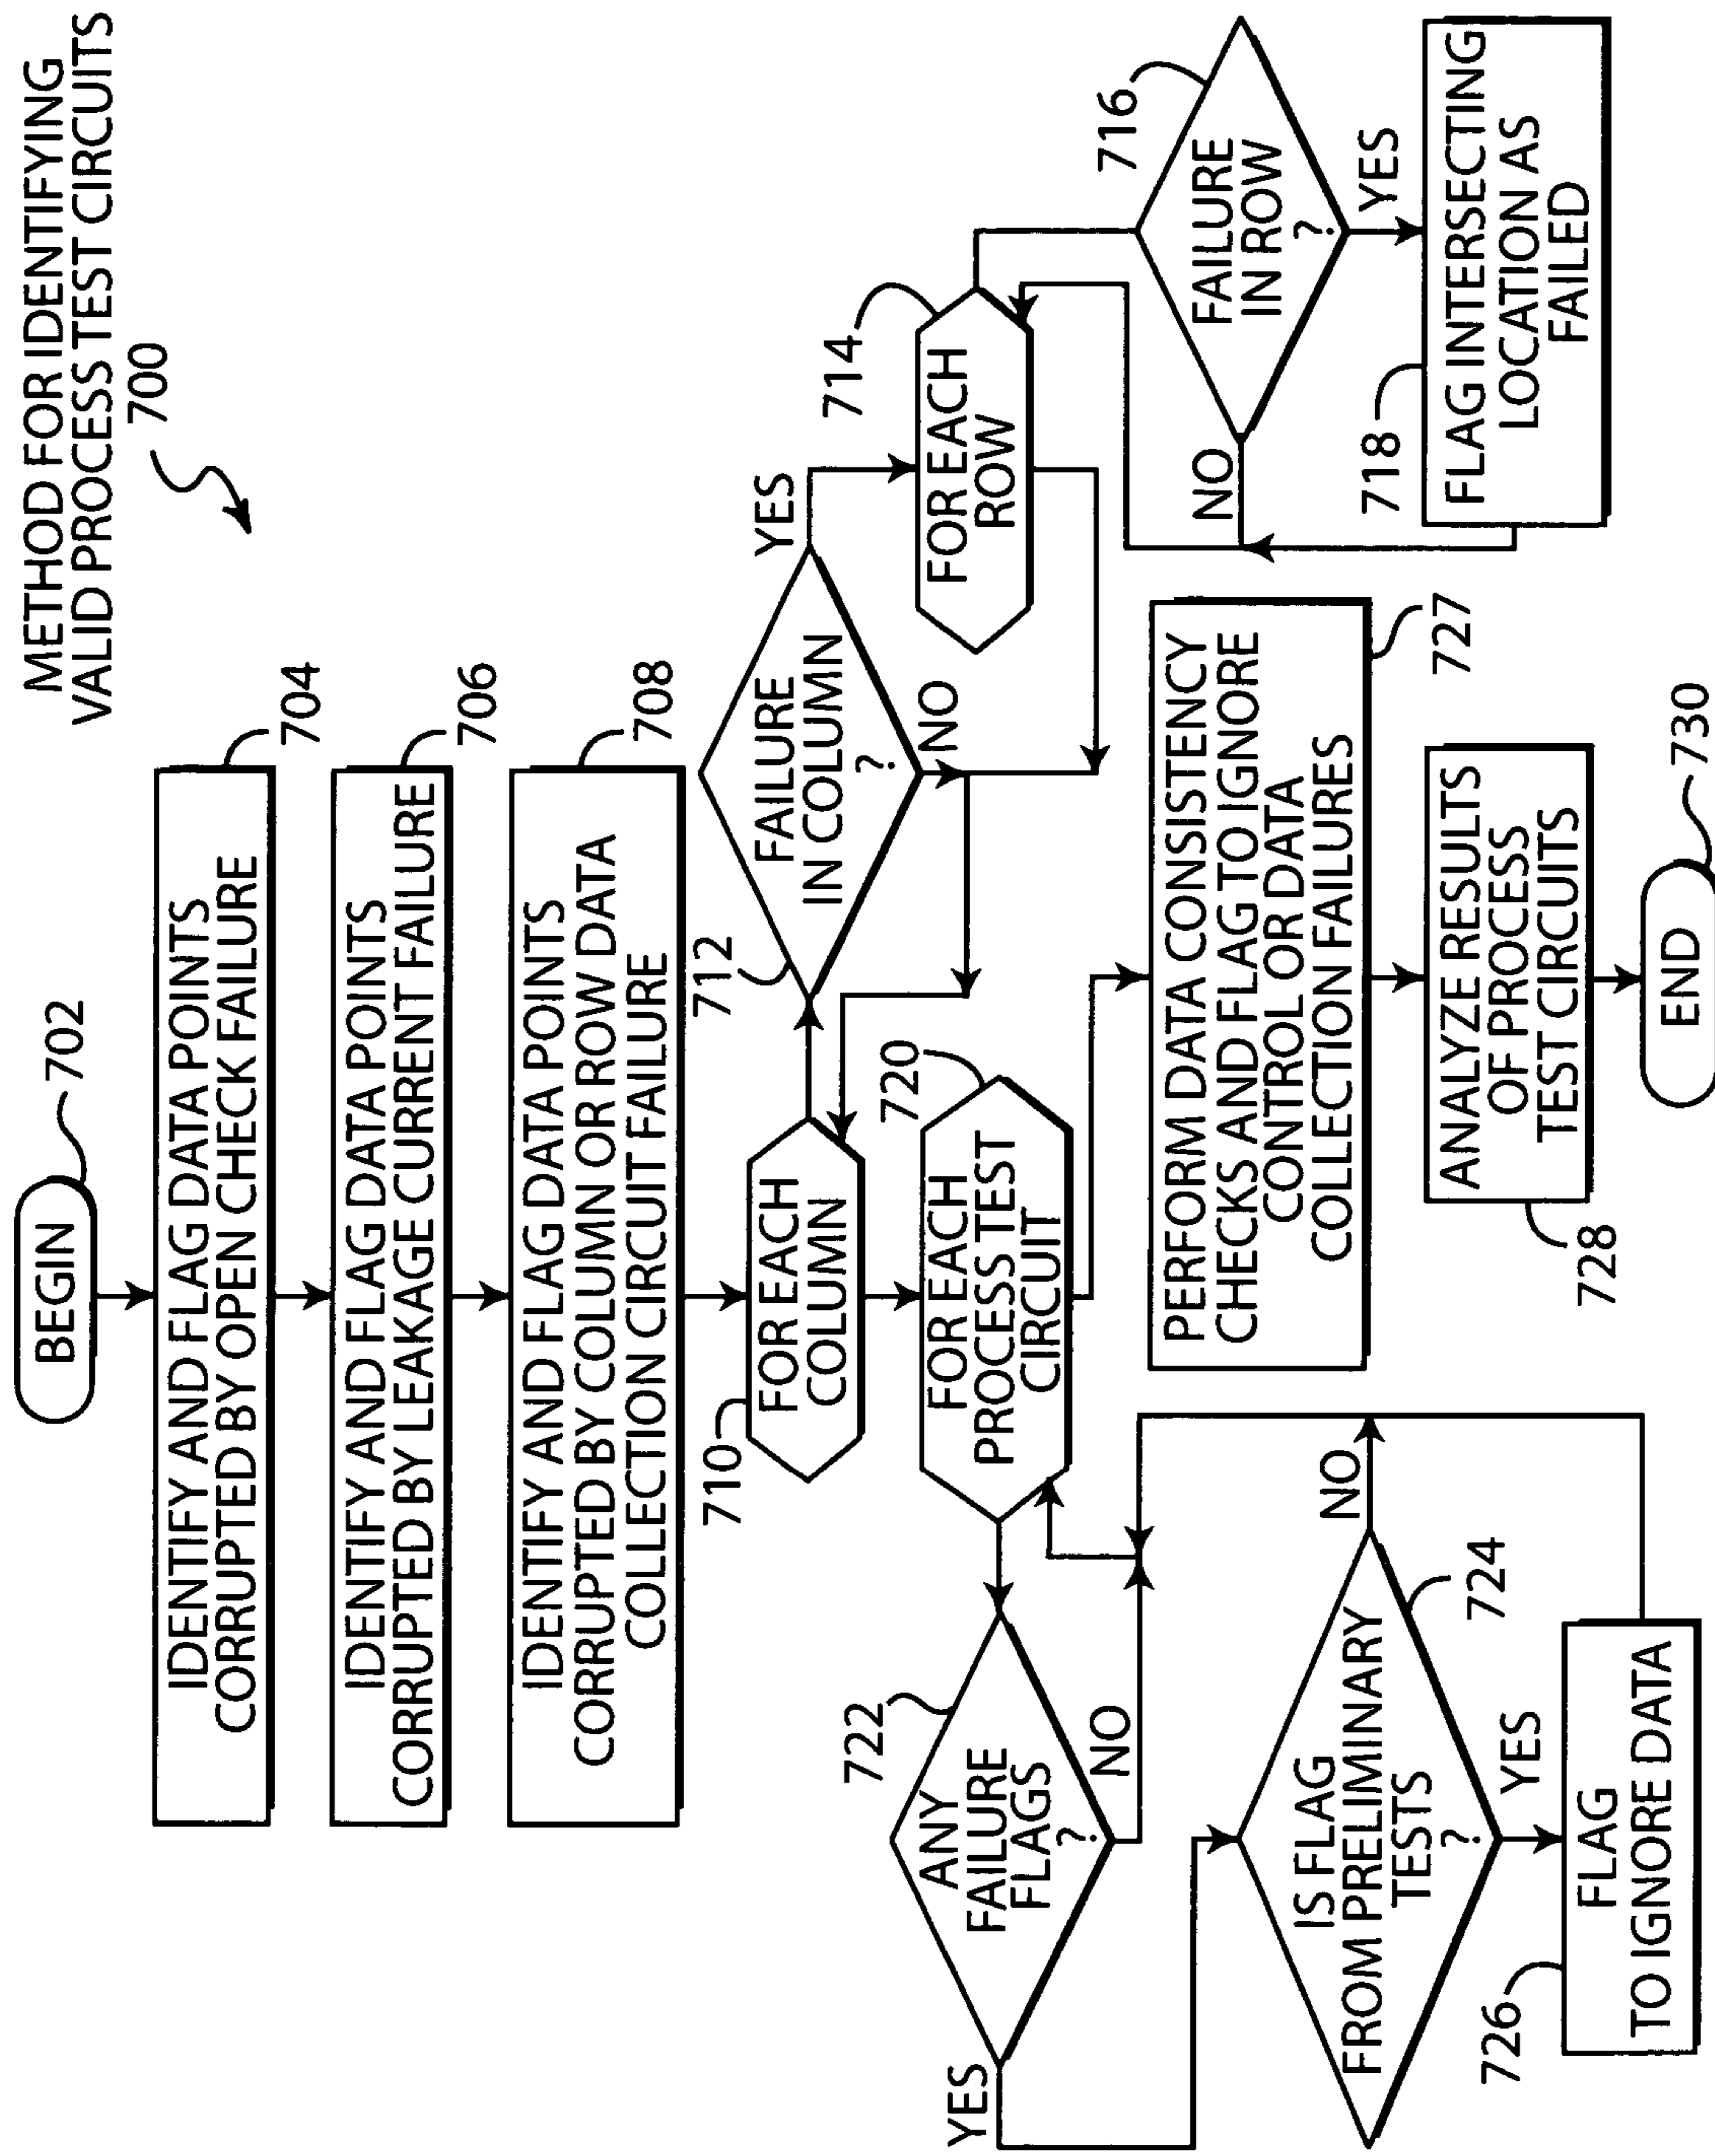 METHOD FOR IDENTIFYING
VALID PROCESS TEST CIRCUITS
700
BEGIN
702
IDENTIFY AND FLAG DATA POINTS
CORRUPTED BY OPEN CHECK FAILURE
704
IDENTIFY AND FLAG DATA POINTS
CORRUPTED BY LEAKAGE CURRENT FAILURE
706
IDENTIFY AND FLAG DATA POINTS
CORRUPTED BY COLUMN OR ROW DATA
COLLECTION CIRCUIT FAILURE
708
710
FOR EACH
COLUMN
712
FAILURE
IN COLUMN
?
YES
NO
714
FOR EACH
ROW
716
FAILURE
IN ROW
?
NO
YES
718
FLAG INTERSECTING
LOCATION AS
FAILED
720
FOR EACH
PROCESS TEST
CIRCUIT
722
ANY
FAILURE
FLAGS
?
YES
NO
724
IS FLAG
FROM PRELIMINARY
TESTS
?
NO
YES
726
FLAG
TO IGNORE DATA
PERFORM DATA CONSISTENCY
CHECKS AND FLAG TO IGNORE
CONTROL OR DATA
COLLECTION FAILURES
727
ANALYZE RESULTS
OF PROCESS
TEST CIRCUITS
728
END
730